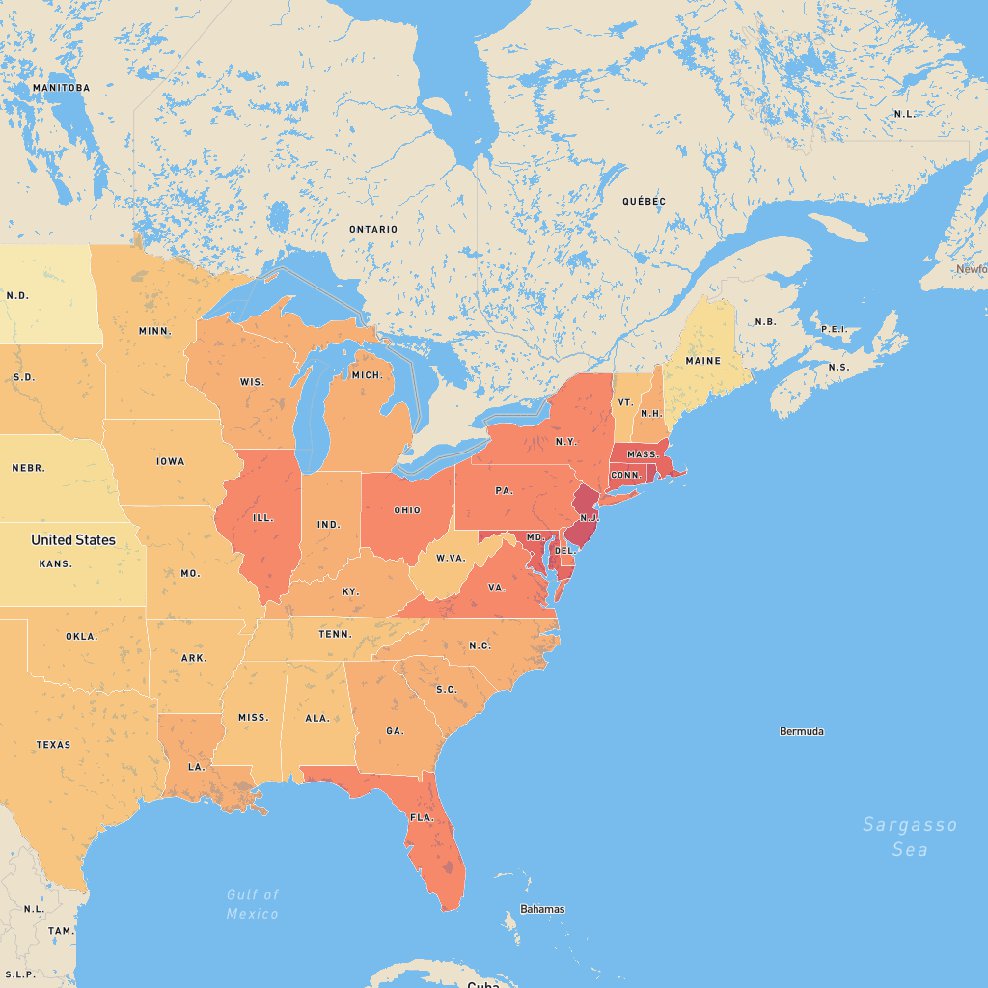 MANITOBA
N.L.
QUÉBEC
ONTARIO
Newfo
N.D.
N.B.
MINN.
P.E.I.
MAINE
N.S.
S.D.
WIS.
MICH.
VT.
N.H.
N.Y.
MASS.
IOWA
NEBR.
CONN.
PA.
OHIO
ILL.
IND.
N.J.
United States
MD.
DEL.
KANS.
W.VA.
MO.
KY.
VA.
OKLA.
TENN.
N.C.
ARK.
S.C.
MISS.
ALA.
GA.
Bermuda
TEXAS
LA.
FLA.
Sargasso
Sea
Gulf of
Mexico
N.L.
Bahamas
TAM.
S.L.P.
Cuba